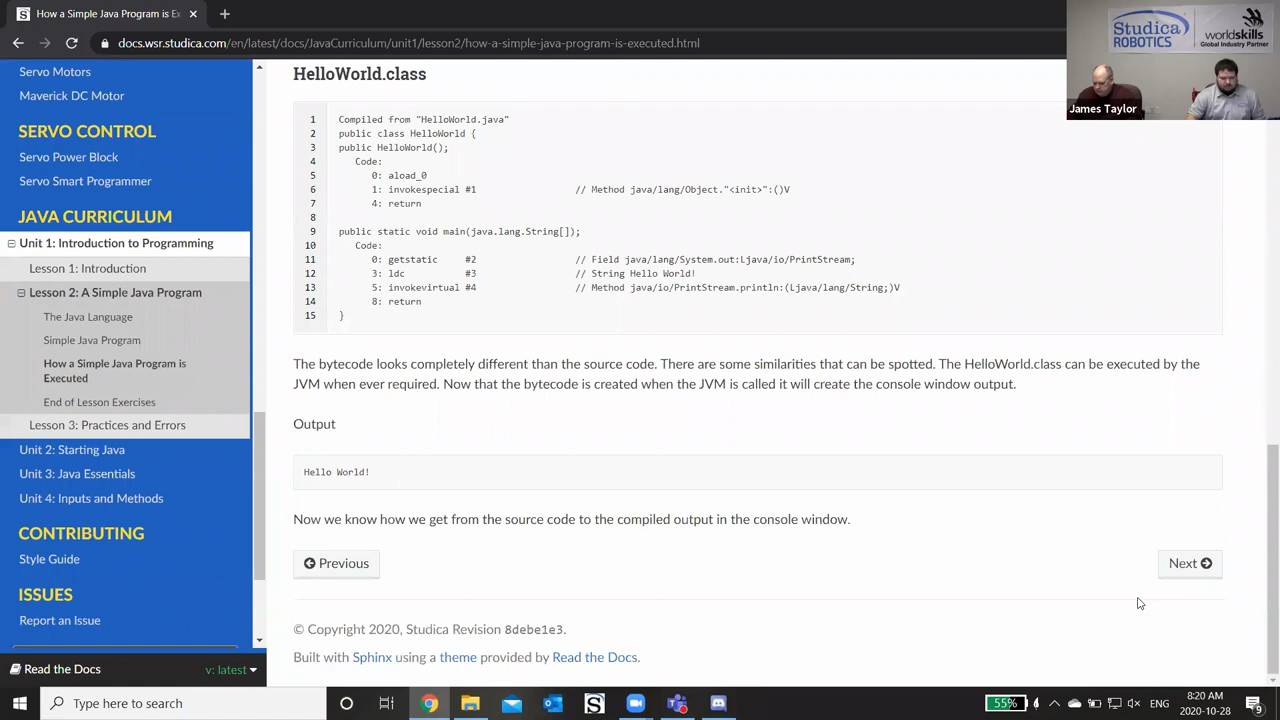 How a Simple Java Program is Ex
docs.wsr.studica.com/en/latest/docs/JavaCurriculum/unit1/lesson2/how-a-simple-java-program-is-executed.html
Studica
ROBOTICS
worldskills
Global Industry Partner
James Taylor
Servo Motors
Maverick DC Motor
SERVO CONTROL
Servo Power Block
Servo Smart Programmer
JAVA CURRICULUM
Unit 1: Introduction to Programming
Lesson 1: Introduction
Lesson 2: A Simple Java Program
The Java Language
Simple Java Program
How a Simple Java Program is
Executed
End of Lesson Exercises
Lesson 3: Practices and Errors
Unit 2: Starting Java
Unit 3: Java Essentials
Unit 4: Inputs and Methods
CONTRIBUTING
Style Guide
ISSUES
Report an Issue
Read the Docs v: latest
HelloWorld.class
1 Compiled from "HelloWorld.java"
2 public class HelloWorld {
3 public HelloWorld();
4 Code:
5 0: aload_0
6 1: invokespecial #1 // Method java/lang/Object."<init>":()V
7 4: return
8
9 public static void main(java.lang.String[]);
10 Code:
11 0: getstatic #2 // Field java/lang/System.out:Ljava/io/PrintStream;
12 3: ldc #3 // String Hello World!
13 5: invokevirtual #4 // Method java/io/PrintStream.println:(Ljava/lang/String;)V
14 8: return
15 }
The bytecode looks completely different than the source code. There are some similarities that can be spotted. The HelloWorld.class can be executed by the
JVM when ever required. Now that the bytecode is created when the JVM is called it will create the console window output.
Output
Hello World!
Now we know how we get from the source code to the compiled output in the console window.
Previous
Next
© Copyright 2020, Studica Revision 8debe1e3.
Built with Sphinx using a theme provided by Read the Docs.
Type here to search
55%
ENG
8:20 AM
2020-10-28
9